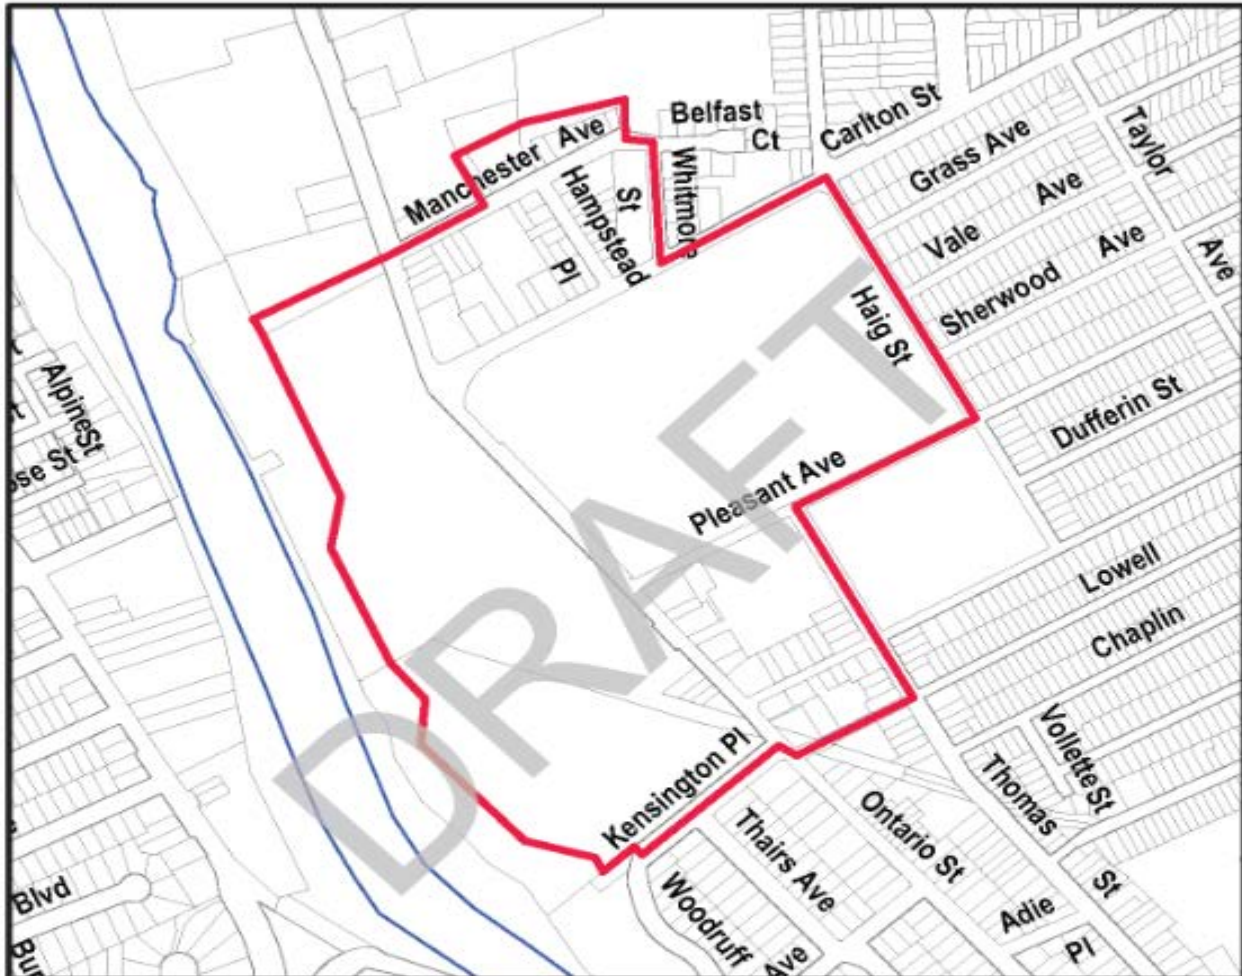 Belfast
Ct
Carlton St
Manchester Ave
Grass Ave
Taylor
Ave
Hampstead
St
Whitmore
Vale Ave
Pl
Sherwood Ave
Haig St
Alpine St
Dufferin St
Pleasant Ave
DRAFT
Lowell
Chaplin
Vollette St
Kensington Pl
Thomas
St
Ontario St
Thairs Ave
Woodruff
Ave
Adie
Pl
Blvd
St